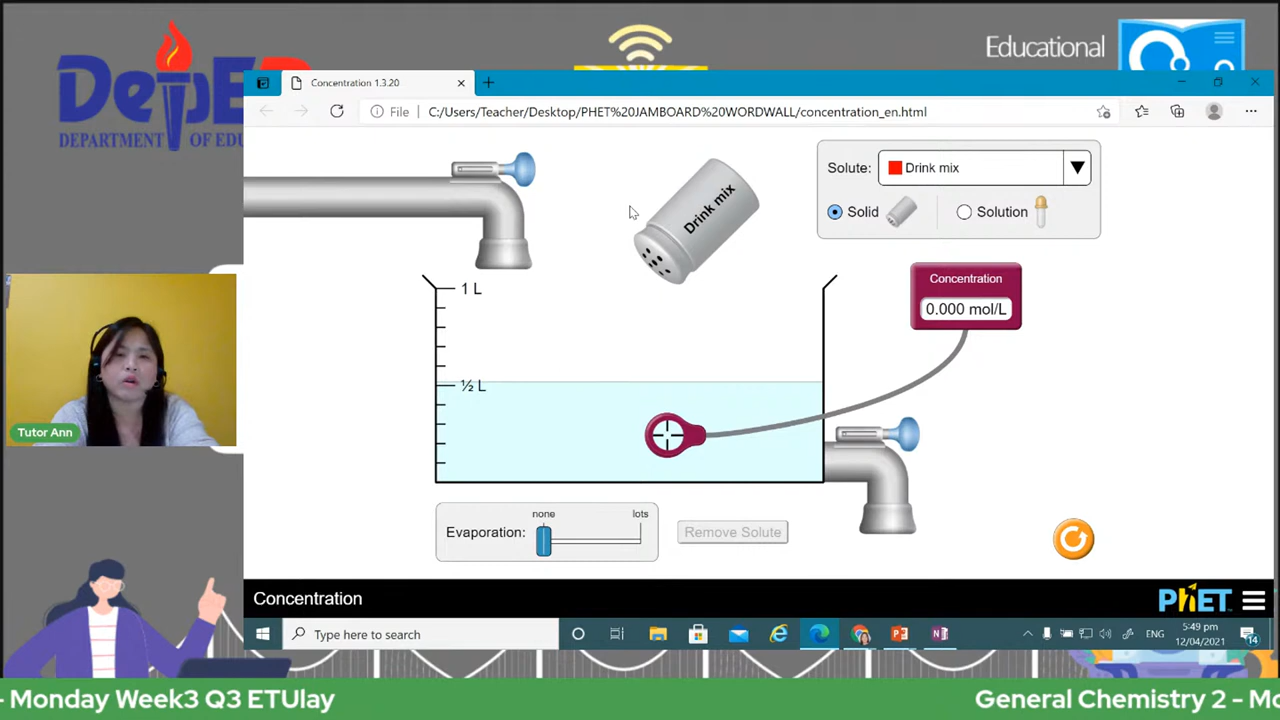 Educational
DepED
DEPARTMENT OF EDU
Concentration 1.3.20
File
C:/Users/Teacher/Desktop/PHET%20JAMBOARD%20WORDWALL/concentration_en.html
Drink mix
Solute:
Drink mix
Solid
Solution
Concentration
0.000 mol/L
1 L
½ L
Tutor Ann
none
lots
Evaporation:
Remove Solute
Concentration
PhET
Type here to search
ENG
5:49 pm
12/04/2021
14
- Monday Week3 Q3 ETUlay
General Chemistry 2 - Mo